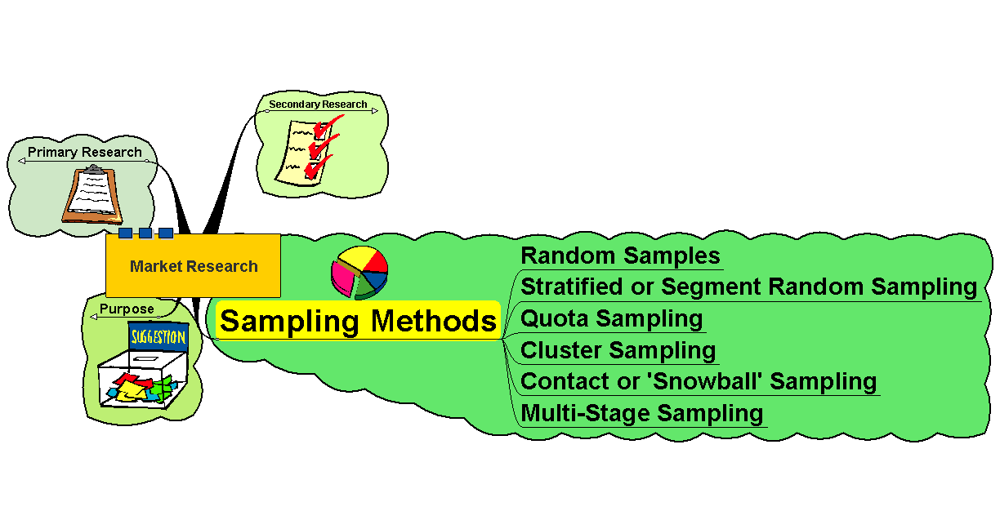 Secondary Research
Primary Research
Market Research
Purpose
SUGGESTION
Sampling Methods
Random Samples
Stratified or Segment Random Sampling
Quota Sampling
Cluster Sampling
Contact or 'Snowball' Sampling
Multi-Stage Sampling